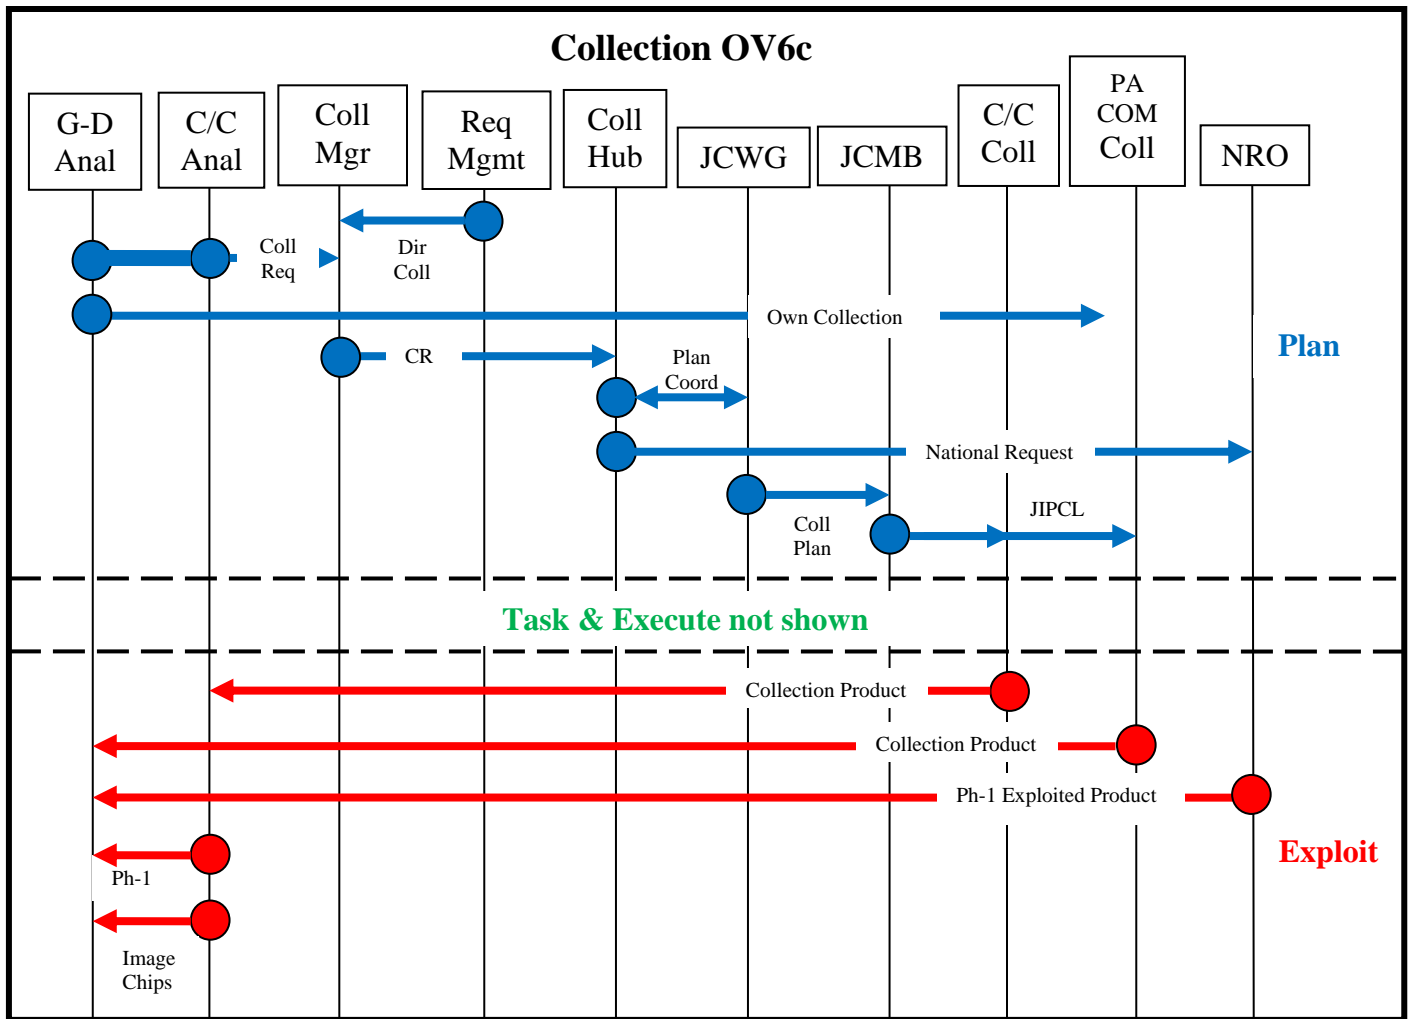 Collection OV6c
G-D
Anal
C/C
Anal
Coll
Mgr
Req
Mgmt
Coll
Hub
JCWG
JCMB
C/C
Coll
PA
COM
Coll
NRO
Coll
Req
Dir
Coll
Own Collection
CR
Plan
Coord
Plan
National Request
Coll
Plan
JIPCL
Task & Execute not shown
Collection Product
Collection Product
Ph-1 Exploited Product
Exploit
Ph-1
Image
Chips